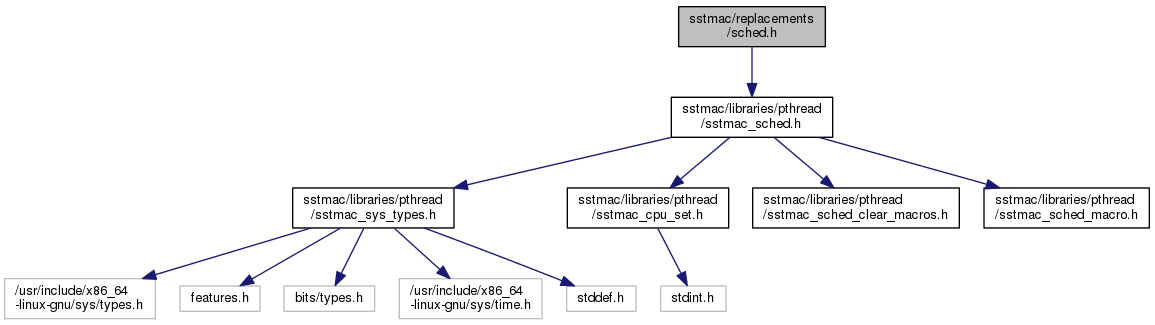 sstmac/replacements
/sched.h
sstmac/libraries/pthread
/sstmac_sched.h
sstmac/libraries/pthread
/sstmac_sys_types.h
sstmac/libraries/pthread
/sstmac_cpu_set.h
sstmac/libraries/pthread
/sstmac_sched_clear_macros.h
sstmac/libraries/pthread
/sstmac_sched_macro.h
/usr/include/x86_64
-linux-gnu/sys/types.h
features.h
bits/types.h
/usr/include/x86_64
-linux-gnu/sys/time.h
stddef.h
stdint.h